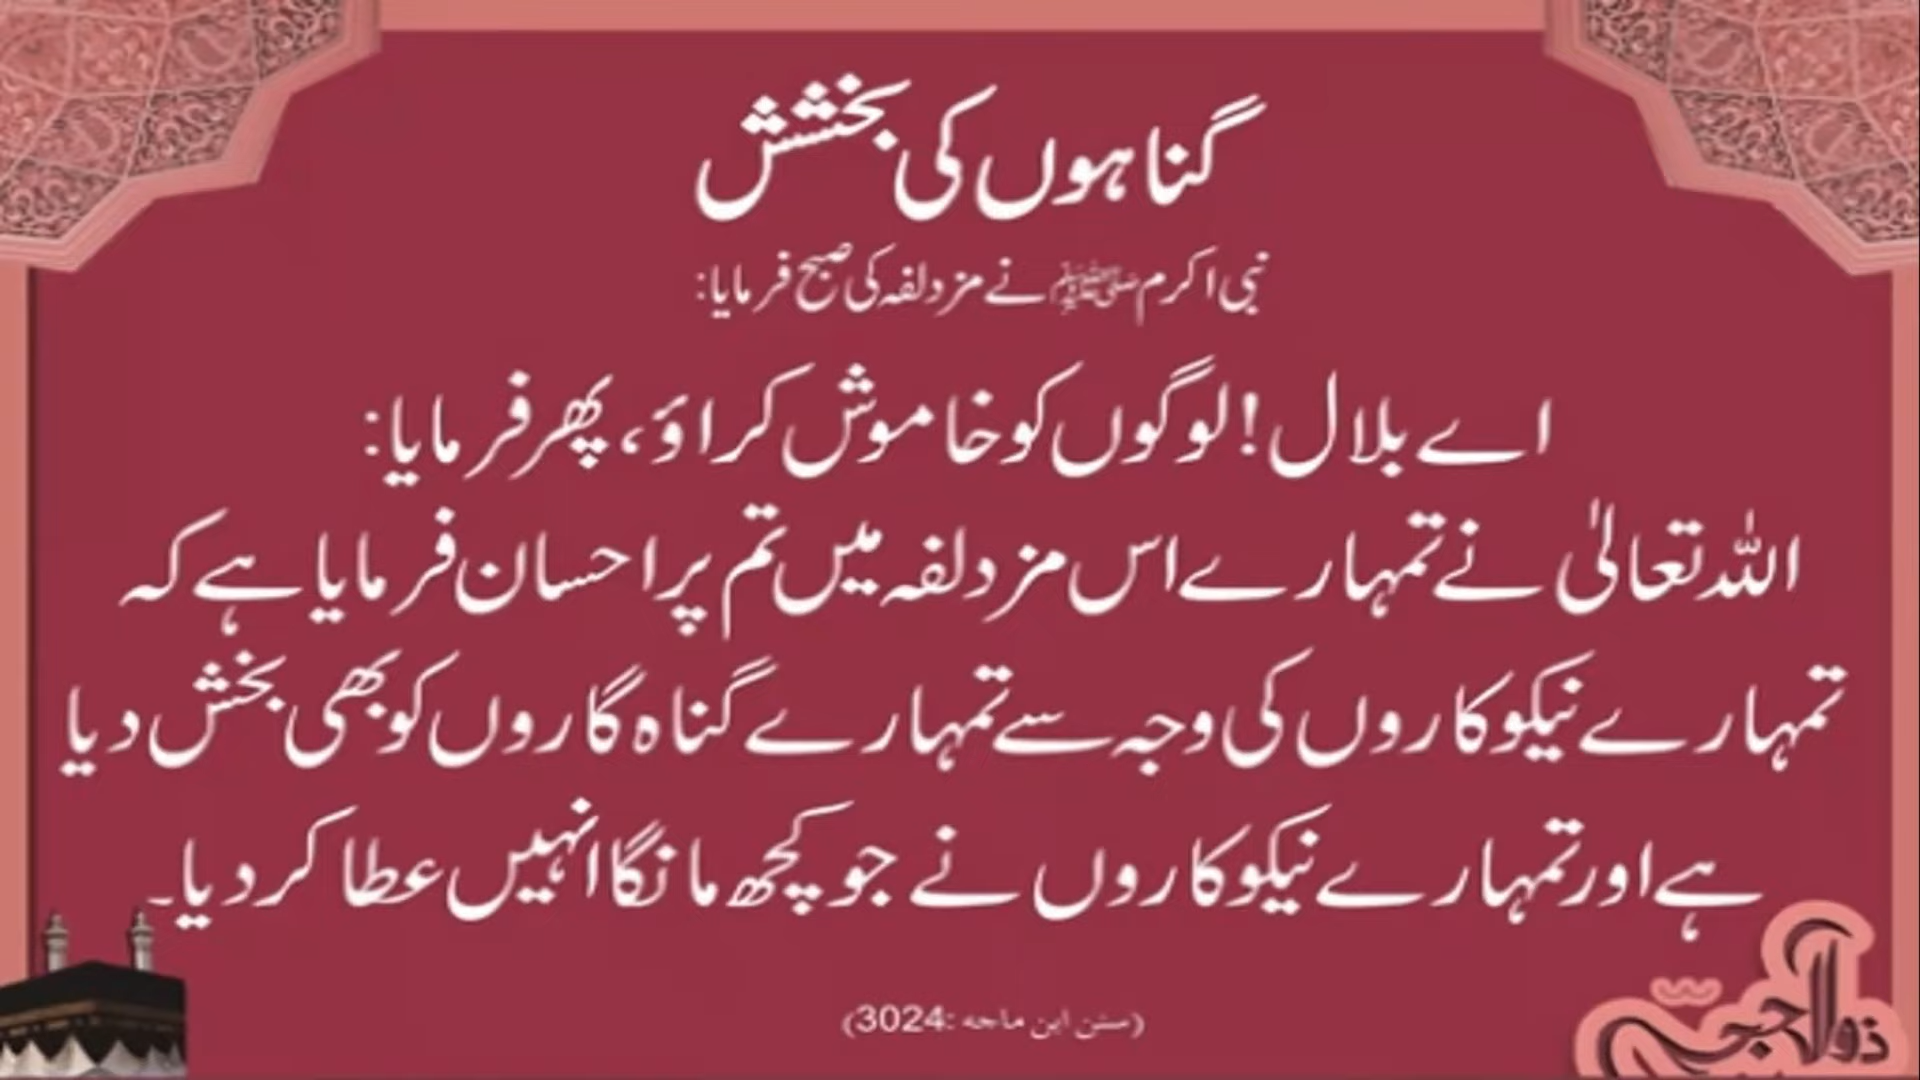 گناہوں کی بخشش
نبی اکرم ﷺ نے مزدلفہ کی صبح فرمایا:
اے بلال! لوگوں کو خاموش کراؤ، پھر فرمایا:
اللہ تعالیٰ نے تمہارے اس مزدلفہ میں تم پر احسان فرمایا ہے کہ
تمہارے نیکوکاروں کی وجہ سے تمہارے گناہ گاروں کو بھی بخش دیا
ہے اور تمہارے نیکوکاروں نے جو کچھ مانگا انہیں عطا کر دیا۔
(سنن ابن ماجه :3024)
ذوالحجہ